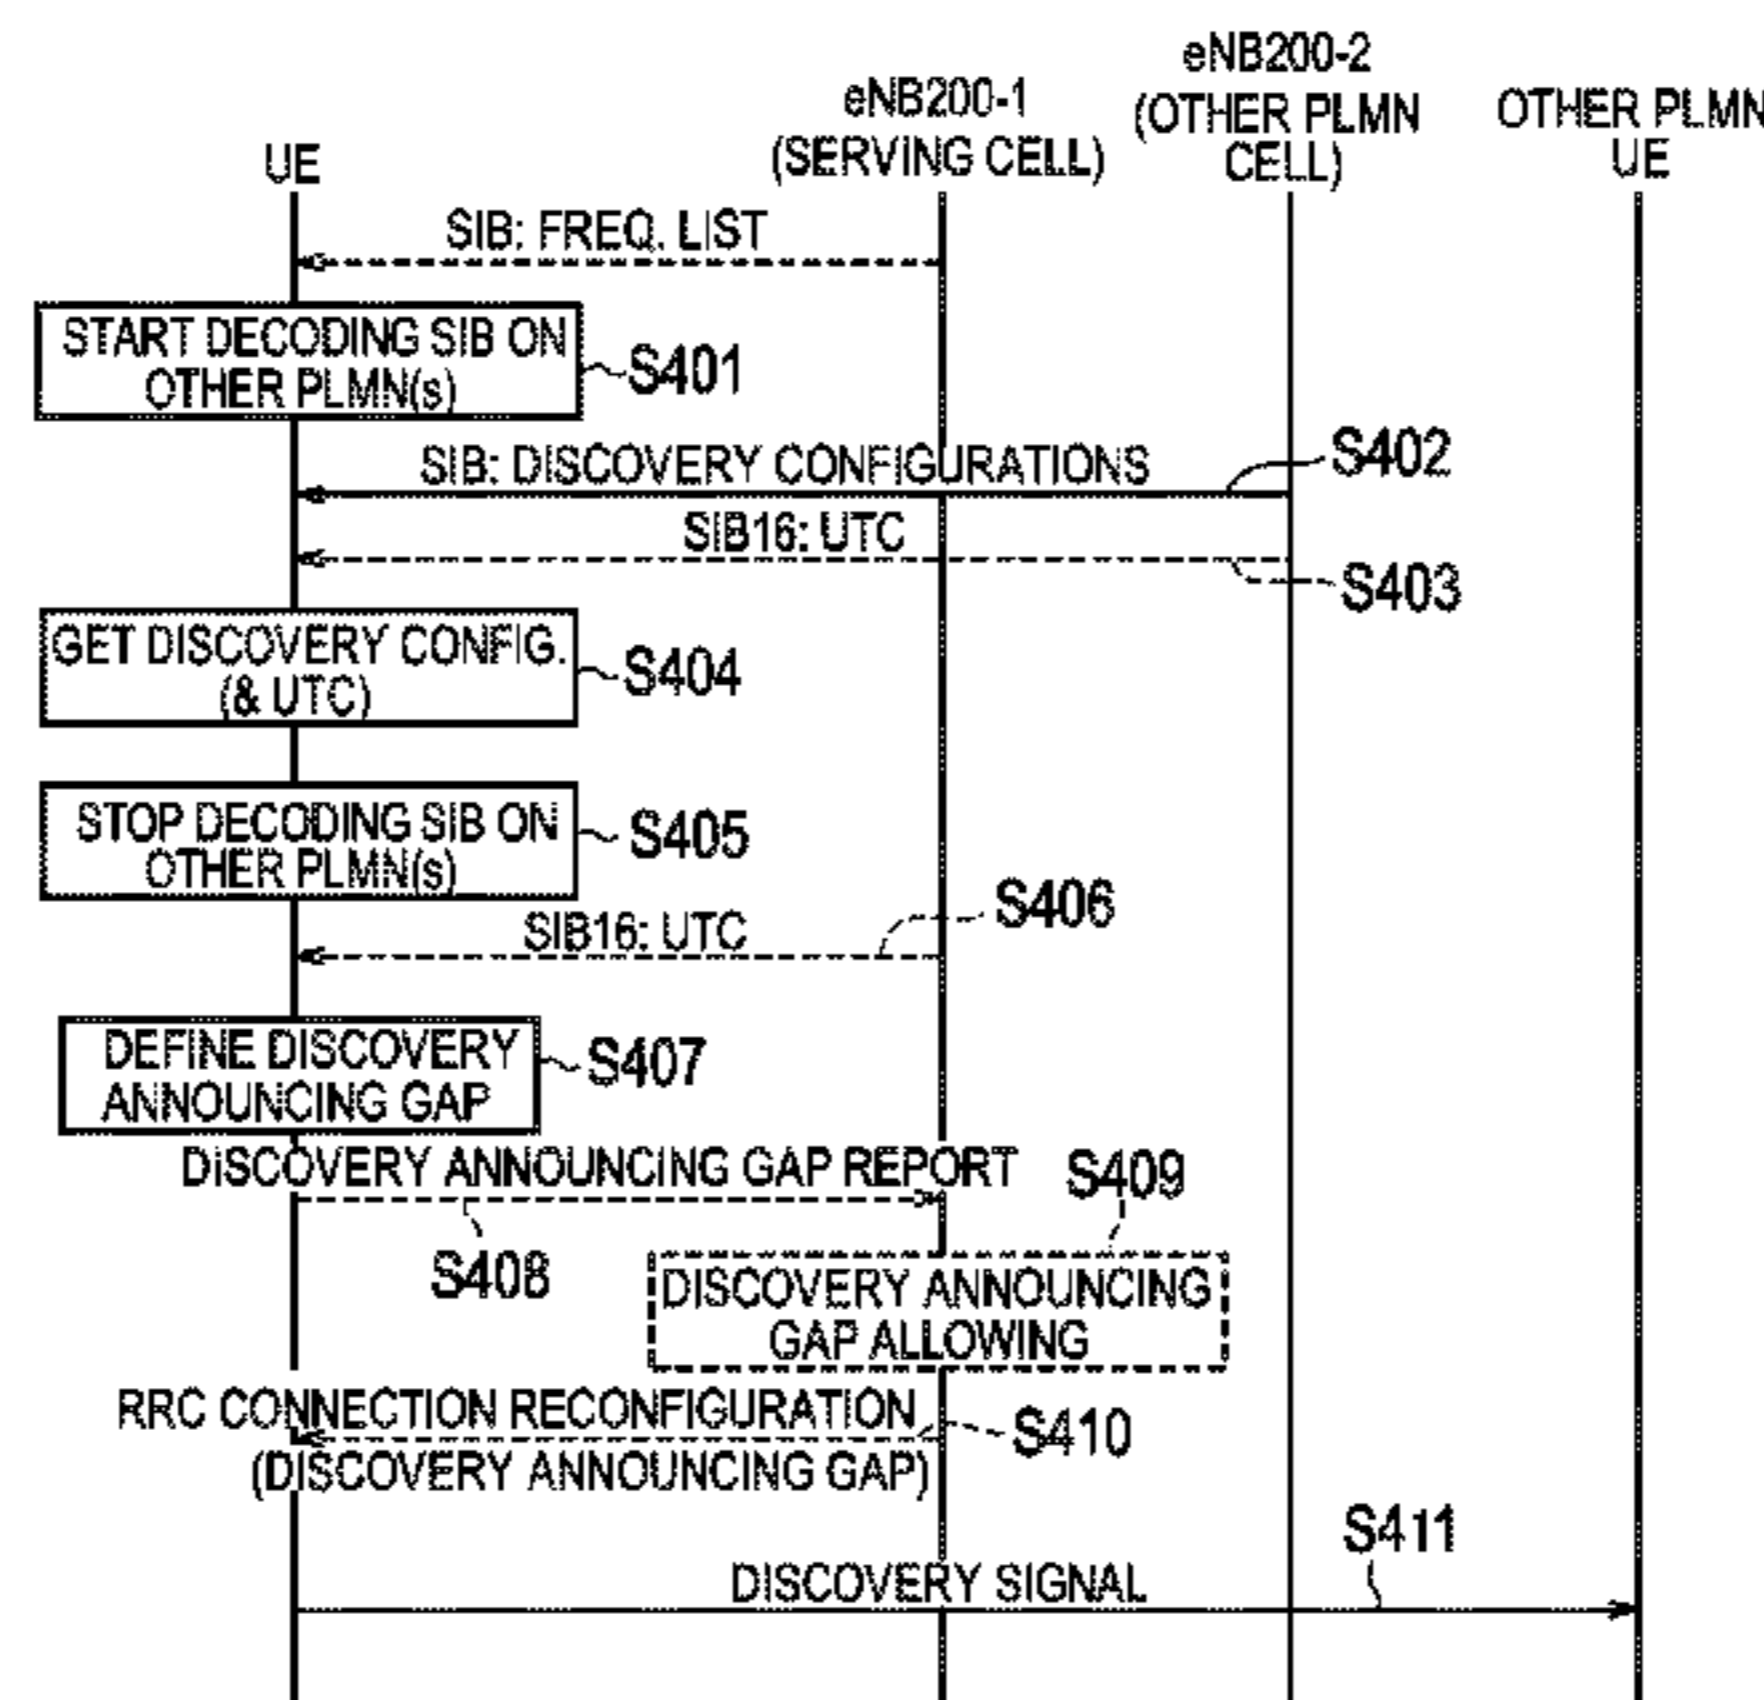 eNB200-2
(OTHER PLMN
CELL)
eNB200-1
(SERVING CELL)
OTHER PLMN
UE
UE
SIB: FREQ. LIST
START DECODING SIB ON
OTHER PLMN(s)
S401
SIB: DISCOVERY CONFIGURATIONS
S402
SIB16: UTC
S403
GET DISCOVERY CONFIG.
(& UTC)
S404
STOP DECODING SIB ON
OTHER PLMN(s)
S405
SIB16: UTC
S406
DEFINE DISCOVERY
ANNOUNCING GAP
S407
DISCOVERY ANNOUNCING GAP REPORT
S408
S409
DISCOVERY ANNOUNCING
GAP ALLOWING
RRC CONNECTION RECONFIGURATION
(DISCOVERY ANNOUNCING GAP)
S410
DISCOVERY SIGNAL
S411